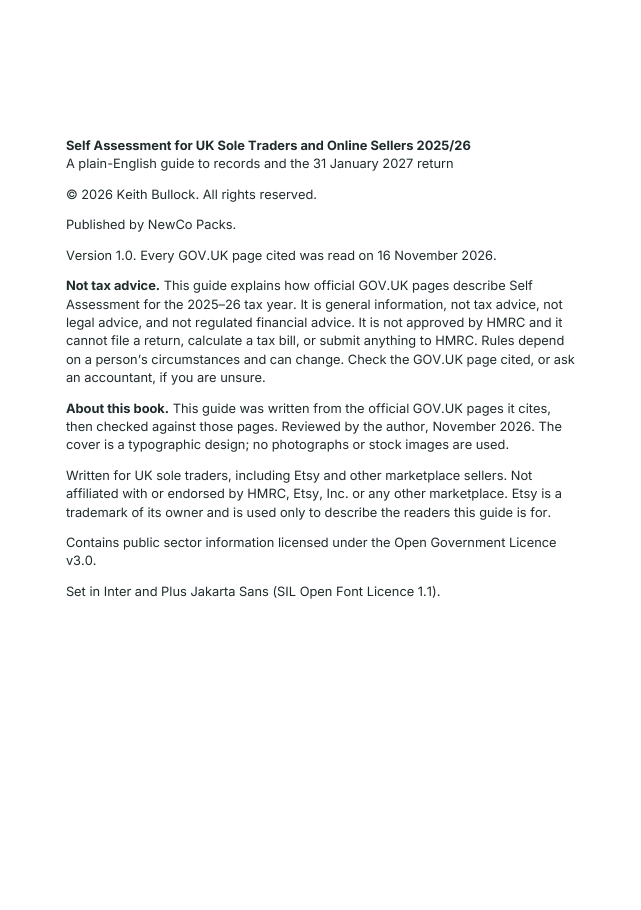 Self Assessment for UK Sole Traders and Online Sellers 2025/26
A plain-English guide to records and the 31 January 2027 return
© 2026 Keith Bullock. All rights reserved.
Published by NewCo Packs.
Version 1.0. Every GOV.UK page cited was read on 16 November 2026.
Not tax advice. This guide explains how official GOV.UK pages describe Self
Assessment for the 2025–26 tax year. It is general information, not tax advice, not
legal advice, and not regulated financial advice. It is not approved by HMRC and it
cannot file a return, calculate a tax bill, or submit anything to HMRC. Rules depend
on a person’s circumstances and can change. Check the GOV.UK page cited, or ask
an accountant, if you are unsure.
About this book. This guide was written from the official GOV.UK pages it cites,
then checked against those pages. Reviewed by the author, November 2026. The
cover is a typographic design; no photographs or stock images are used.
Written for UK sole traders, including Etsy and other marketplace sellers. Not
affiliated with or endorsed by HMRC, Etsy, Inc. or any other marketplace. Etsy is a
trademark of its owner and is used only to describe the readers this guide is for.
Contains public sector information licensed under the Open Government Licence
v3.0.
Set in Inter and Plus Jakarta Sans (SIL Open Font Licence 1.1).